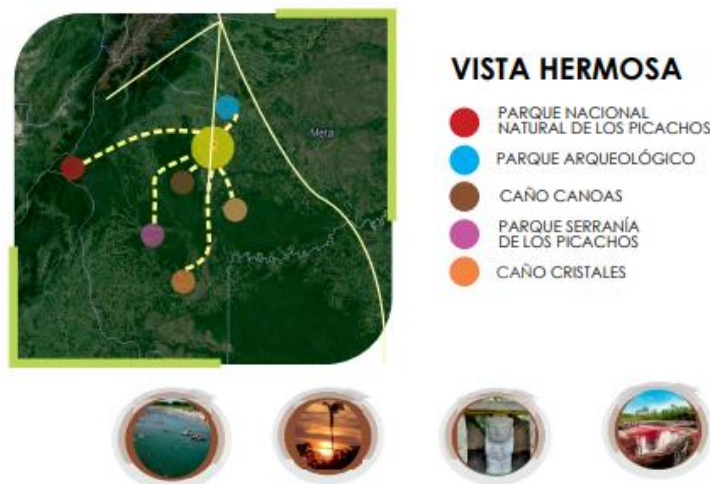 Meta
VISTA HERMOSA
PARQUE NACIONAL
NATURAL DE LOS PICACHOS
PARQUE ARQUEOLÓGICO
CAÑO CANOAS
PARQUE SERRANÍA
DE LOS PICACHOS
CAÑO CRISTALES